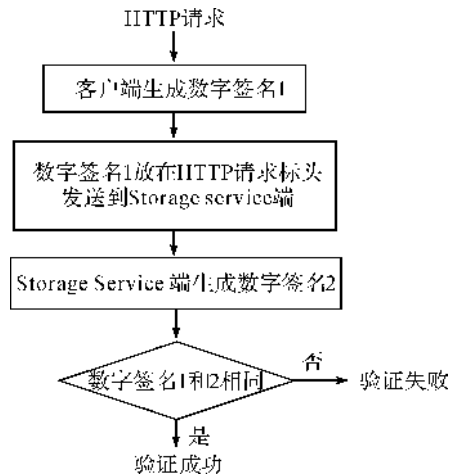 HTTP请求
客户端生成数字签名1
数字签名1放在HTTP请求标头
发送到Storage service端
Storage Service 端生成数字签名2
数字签名1和2相同
否
验证失败
是
验证成功